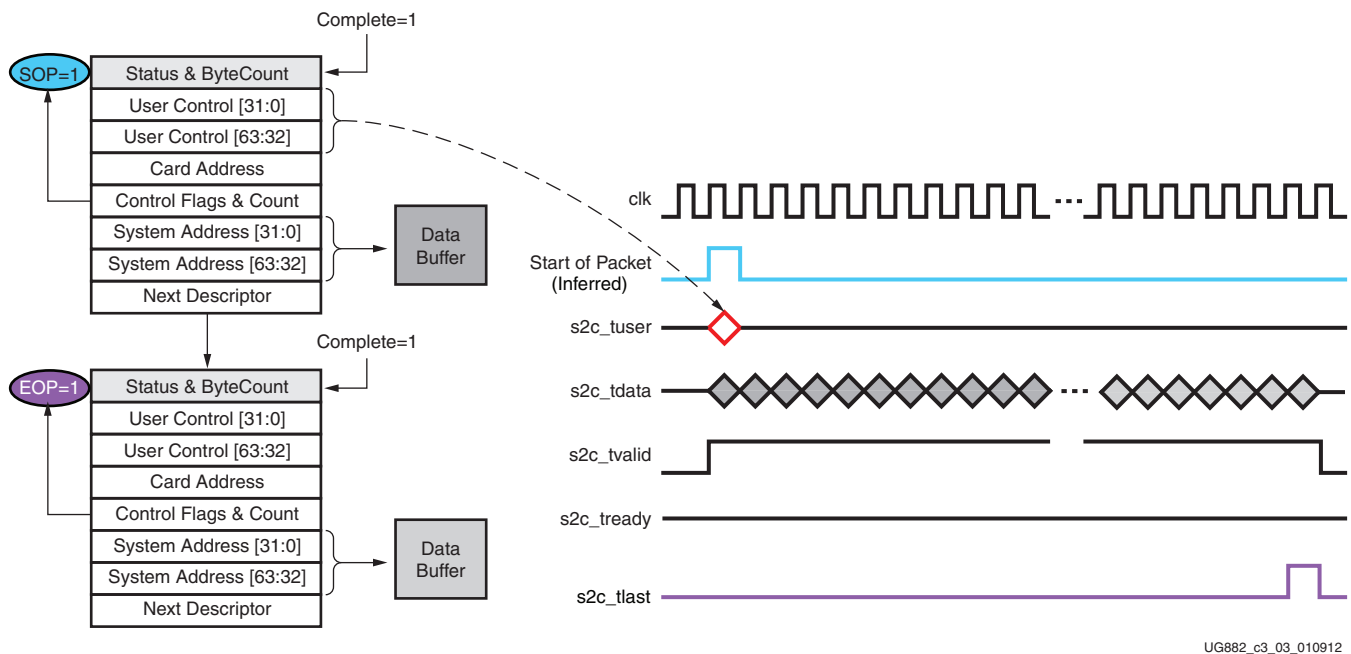 Complete=1
SOP=1
Status & ByteCount
User Control [31:0]
User Control [63:32]
Card Address
Control Flags & Count
System Address [31:0]
System Address [63:32]
Next Descriptor
Data
Buffer
Complete=1
EOP=1
Status & ByteCount
User Control [31:0]
User Control [63:32]
Card Address
Control Flags & Count
System Address [31:0]
System Address [63:32]
Next Descriptor
Data
Buffer
clk
Start of Packet
(Inferred)
s2c_tuser
s2c_tdata
s2c_tvalid
s2c_tready
s2c_tlast
UG882_c3_03_010912